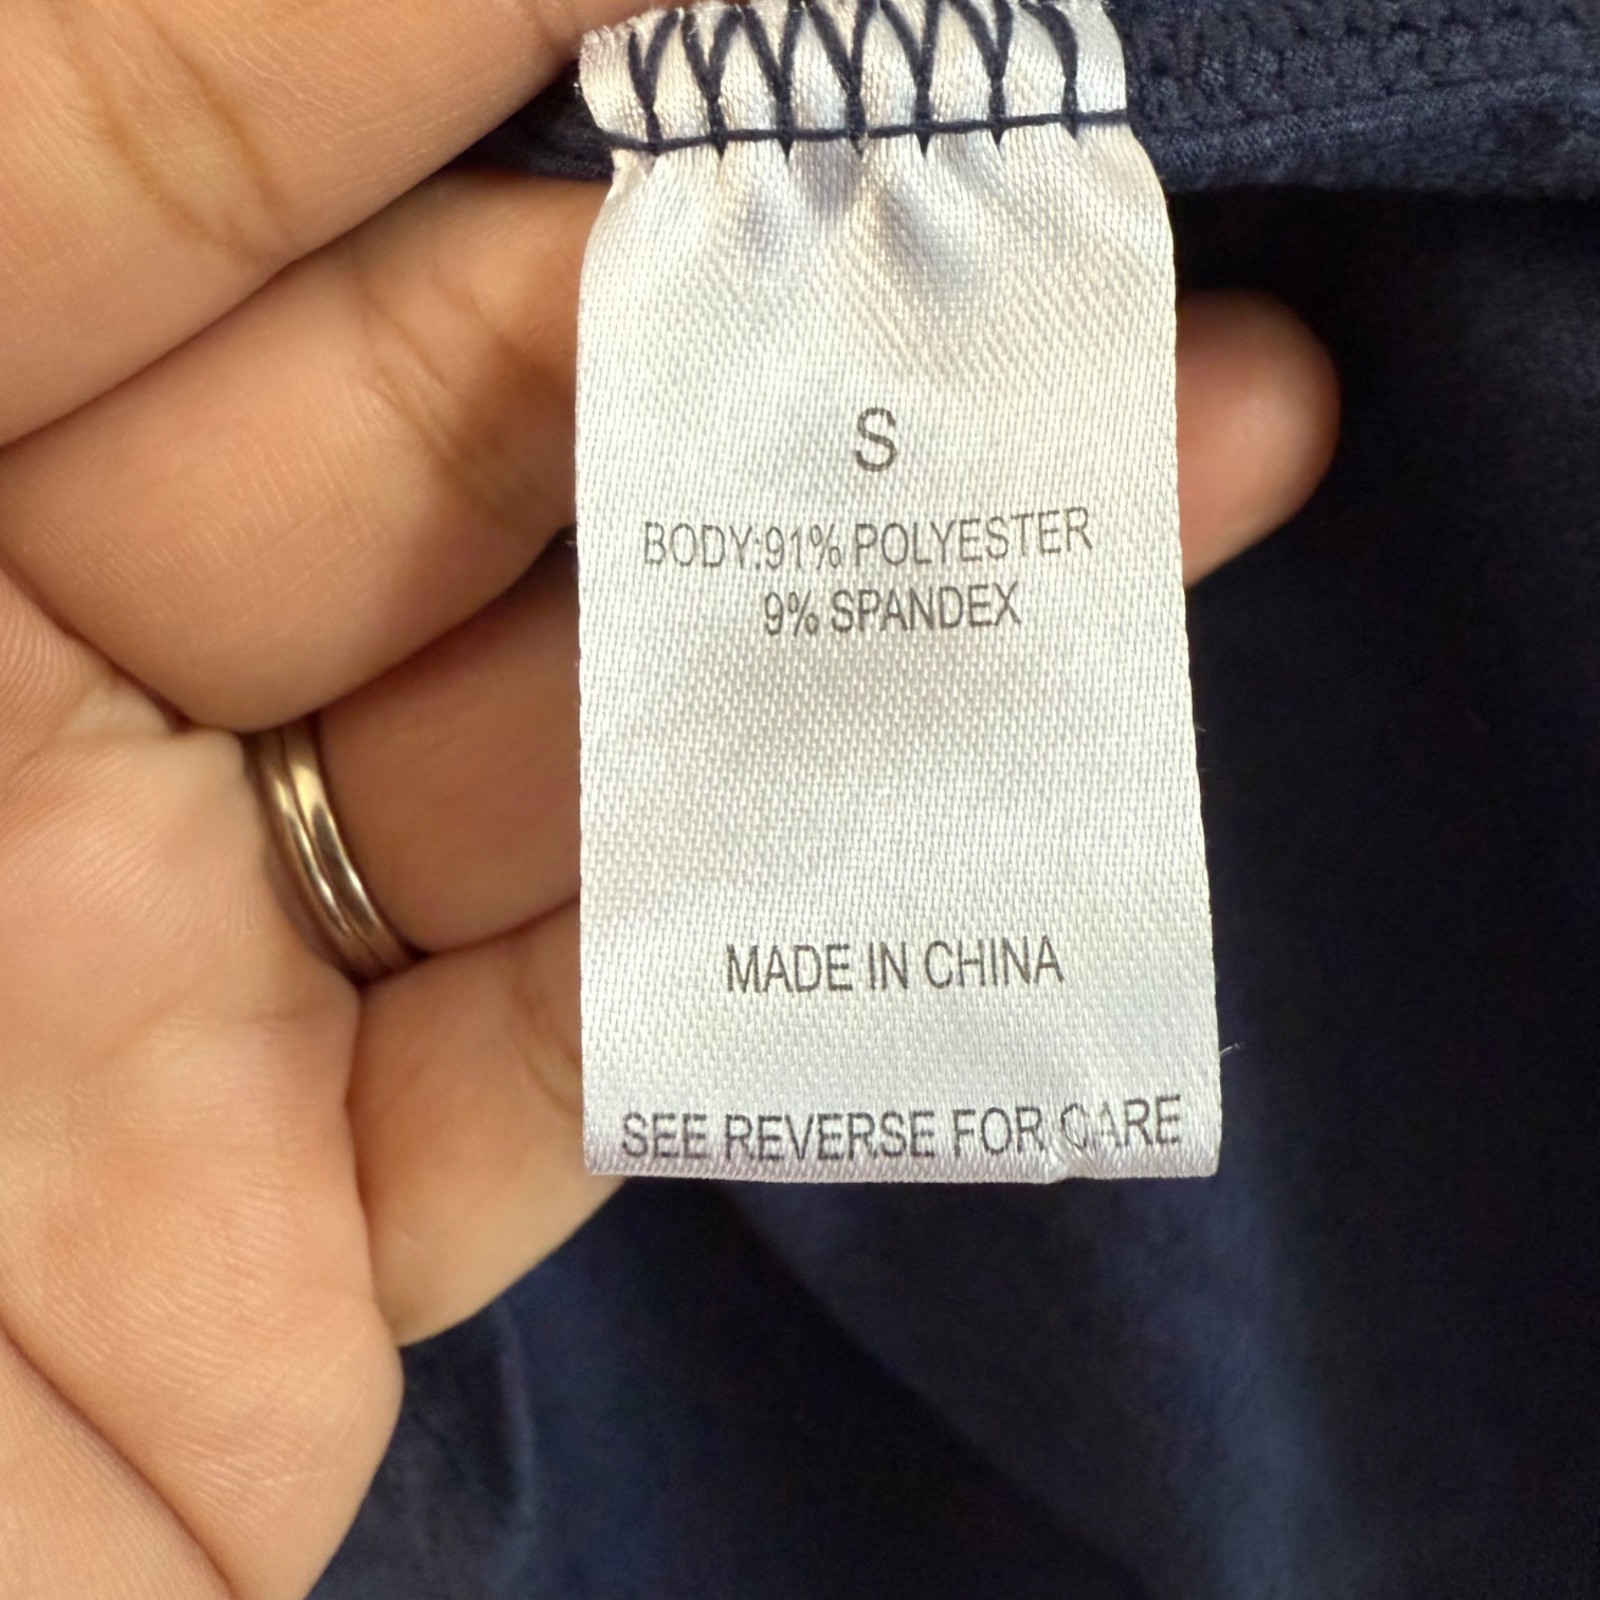 S
BODY:91% POLYESTER
9% SPANDEX
MADE IN CHINA
SEE REVERSE FOR CARE